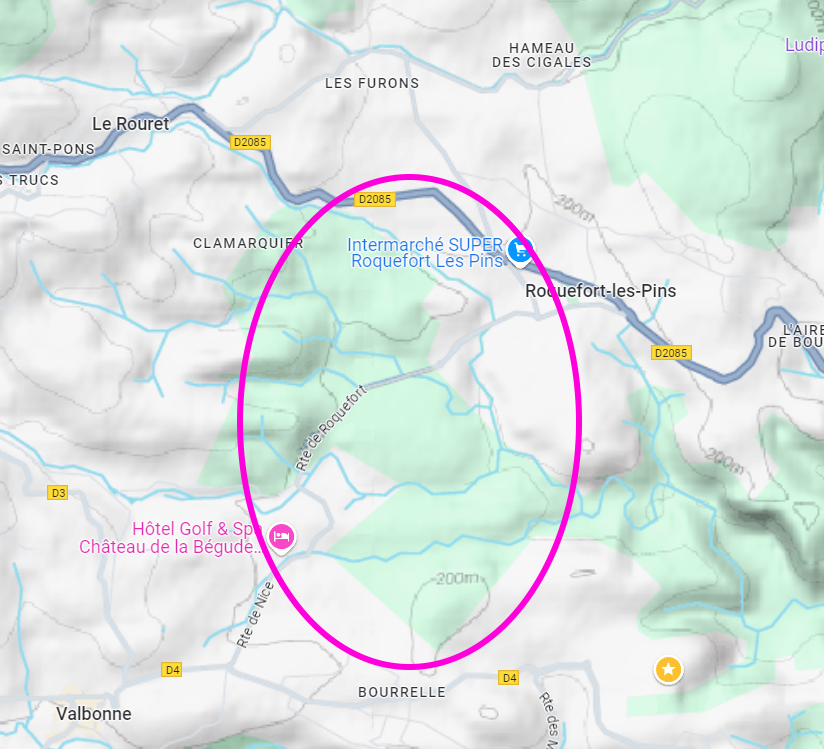 HAMEAU
DES CIGALES
Ludip
LES FURONS
Le Rouret
D2085
SAINT-PONS
S TRUCS
D2085
200m
CLAMARQUIER
Intermarché SUPER
Roquefort Les Pins
Roquefort-les-Pins
L'AIRE
DE BOU
D2085
Rte de Roquefort
200m
D3
Hôtel Golf & Spa
Château de la Bégude...
200m
Rte de Nice
D4
D4
BOURRELLE
Rte des M
Valbonne